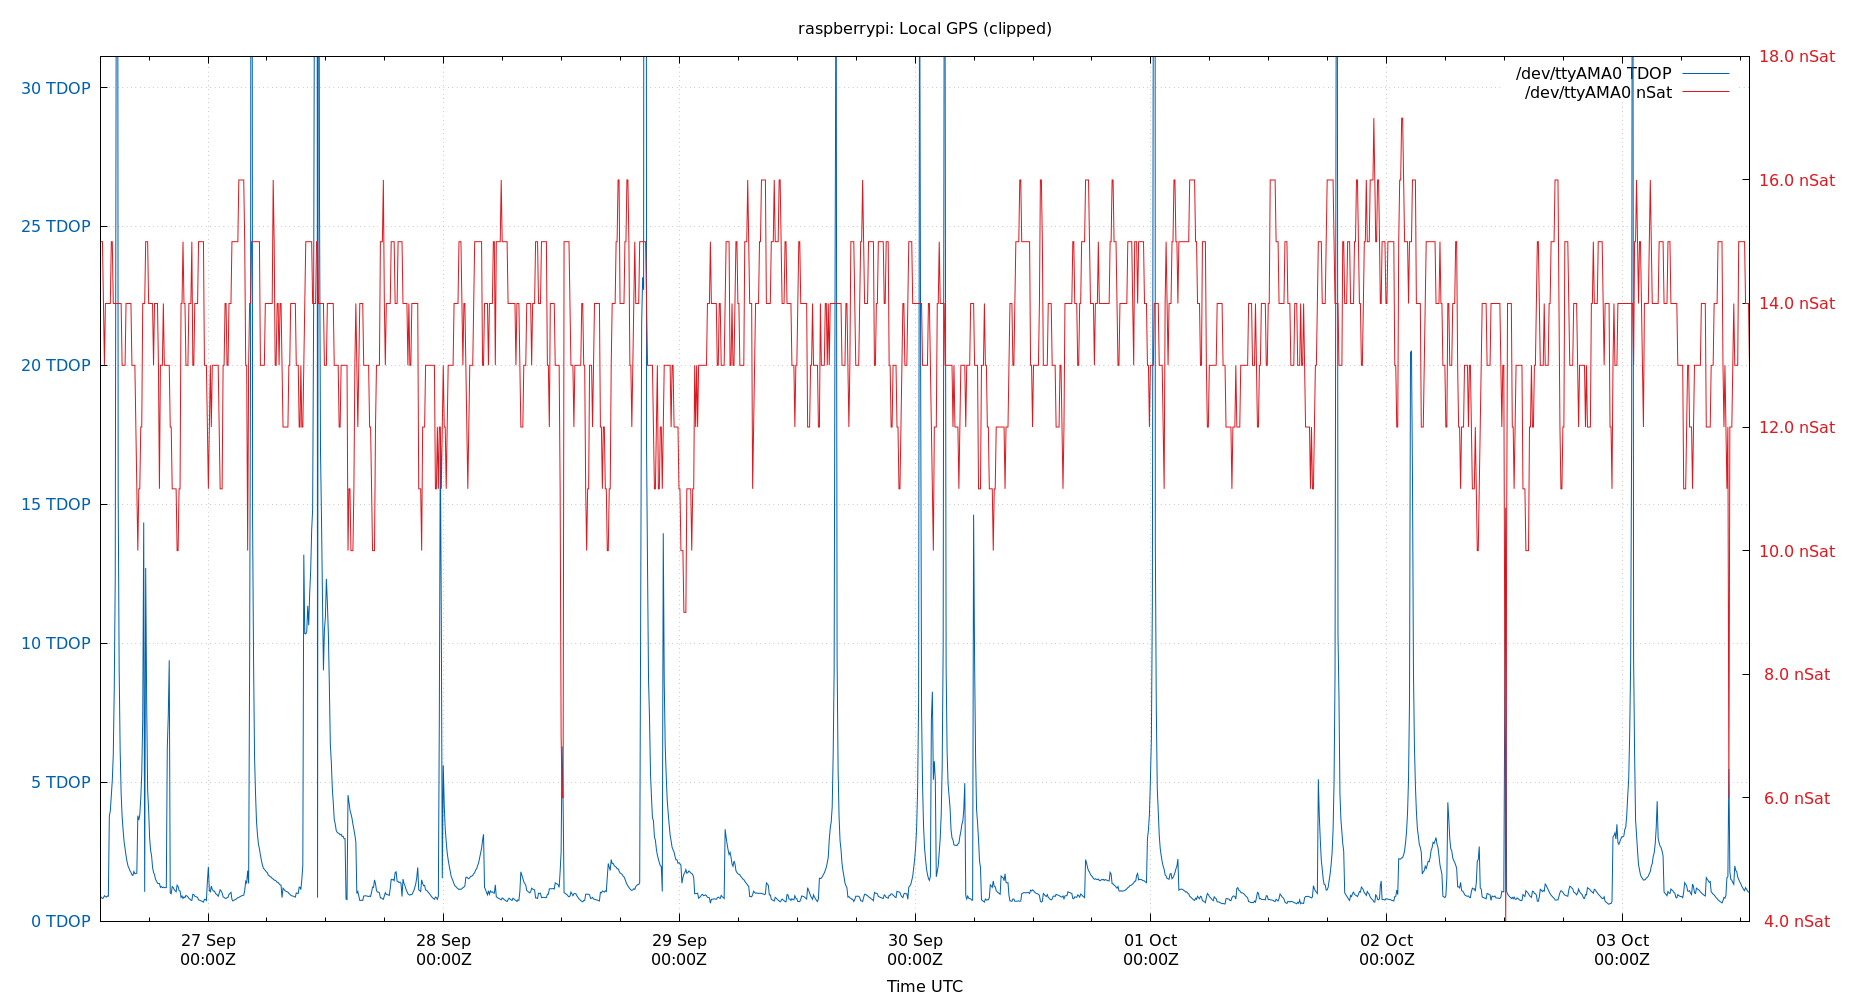 raspberrypi: Local GPS (clipped)
/dev/ttyAMA0 TDOP
/dev/ttyAMA0 nSat
30 TDOP
25 TDOP
20 TDOP
15 TDOP
10 TDOP
5 TDOP
0 TDOP
18.0 nSat
16.0 nSat
14.0 nSat
12.0 nSat
10.0 nSat
8.0 nSat
6.0 nSat
4.0 nSat
27 Sep
00:00Z
28 Sep
00:00Z
29 Sep
00:00Z
30 Sep
00:00Z
01 Oct
00:00Z
02 Oct
00:00Z
03 Oct
00:00Z
Time UTC